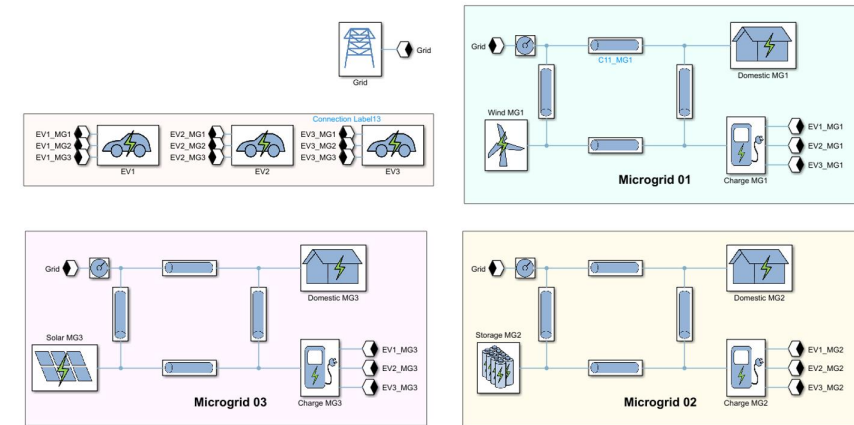 Grid
Grid
Connection Label13
EV1_MG1
EV1_MG2
EV1_MG3
EV1
EV2_MG1
EV2_MG2
EV2_MG3
EV2
EV3_MG1
EV3_MG2
EV3_MG3
EV3
Grid
C11_MG1
Domestic MG1
Wind MG1
EV1_MG1
EV2_MG1
EV3_MG1
Charge MG1
Microgrid 01
Grid
Domestic MG3
Solar MG3
EV1_MG3
EV2_MG3
EV3_MG3
Charge MG3
Microgrid 03
Grid
Domestic MG2
Storage MG2
EV1_MG2
EV2_MG2
EV3_MG2
Charge MG2
Microgrid 02